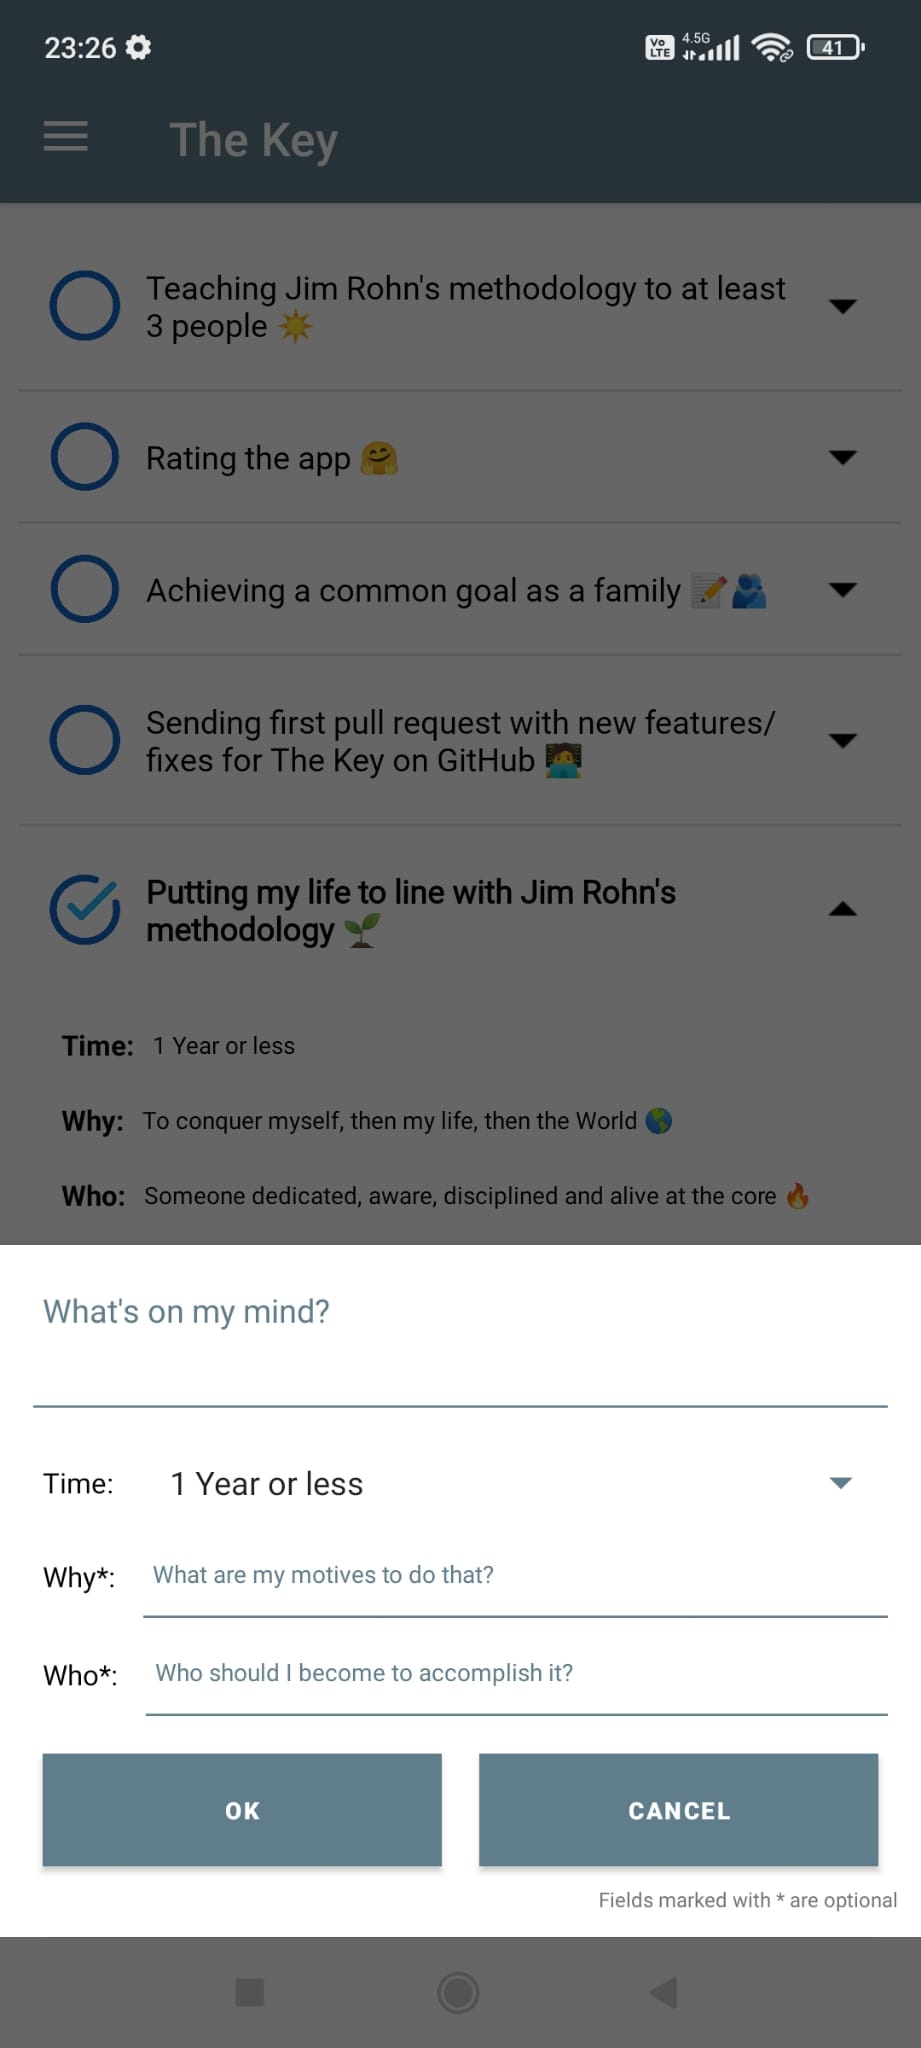 23:26
Vo LTE 4.5G 41
The Key
Teaching Jim Rohn's methodology to at least
3 people ☀️
Rating the app 🤗
Achieving a common goal as a family 📝🫂
Sending first pull request with new features/
fixes for The Key on GitHub 🧑‍💻
Putting my life to line with Jim Rohn's
methodology 🌱
Time: 1 Year or less
Why: To conquer myself, then my life, then the World 🌎
Who: Someone dedicated, aware, disciplined and alive at the core 🔥
What's on my mind?
Time: 1 Year or less
Why*: What are my motives to do that?
Who*: Who should I become to accomplish it?
OK CANCEL
Fields marked with * are optional